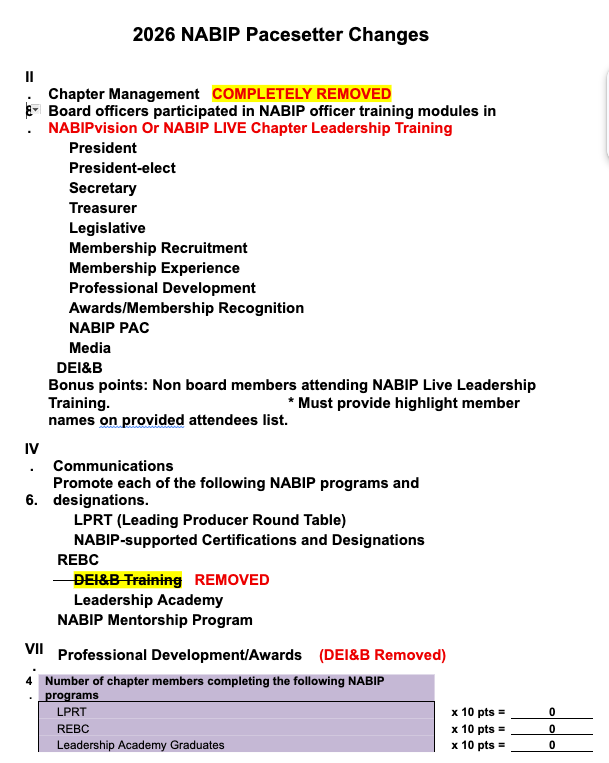 2026 NABIP Pacesetter Changes
II
. Chapter Management COMPLETELY REMOVED
Board officers participated in NABIP officer training modules in
. NABIPvision Or NABIP LIVE Chapter Leadership Training
President
President-elect
Secretary
Treasurer
Legislative
Membership Recruitment
Membership Experience
Professional Development
Awards/Membership Recognition
NABIP PAC
Media
DEI&B
Bonus points: Non board members attending NABIP Live Leadership
Training. * Must provide highlight member
names on provided attendees list.
IV
. Communications
Promote each of the following NABIP programs and
6. designations.
LPRT (Leading Producer Round Table)
NABIP-supported Certifications and Designations
REBC
DEI&B Training REMOVED
Leadership Academy
NABIP Mentorship Program
VII
. Professional Development/Awards (DEI&B Removed)
4 Number of chapter members completing the following NABIP
. programs
LPRT x 10 pts = 0
REBC x 10 pts = 0
Leadership Academy Graduates x 10 pts = 0